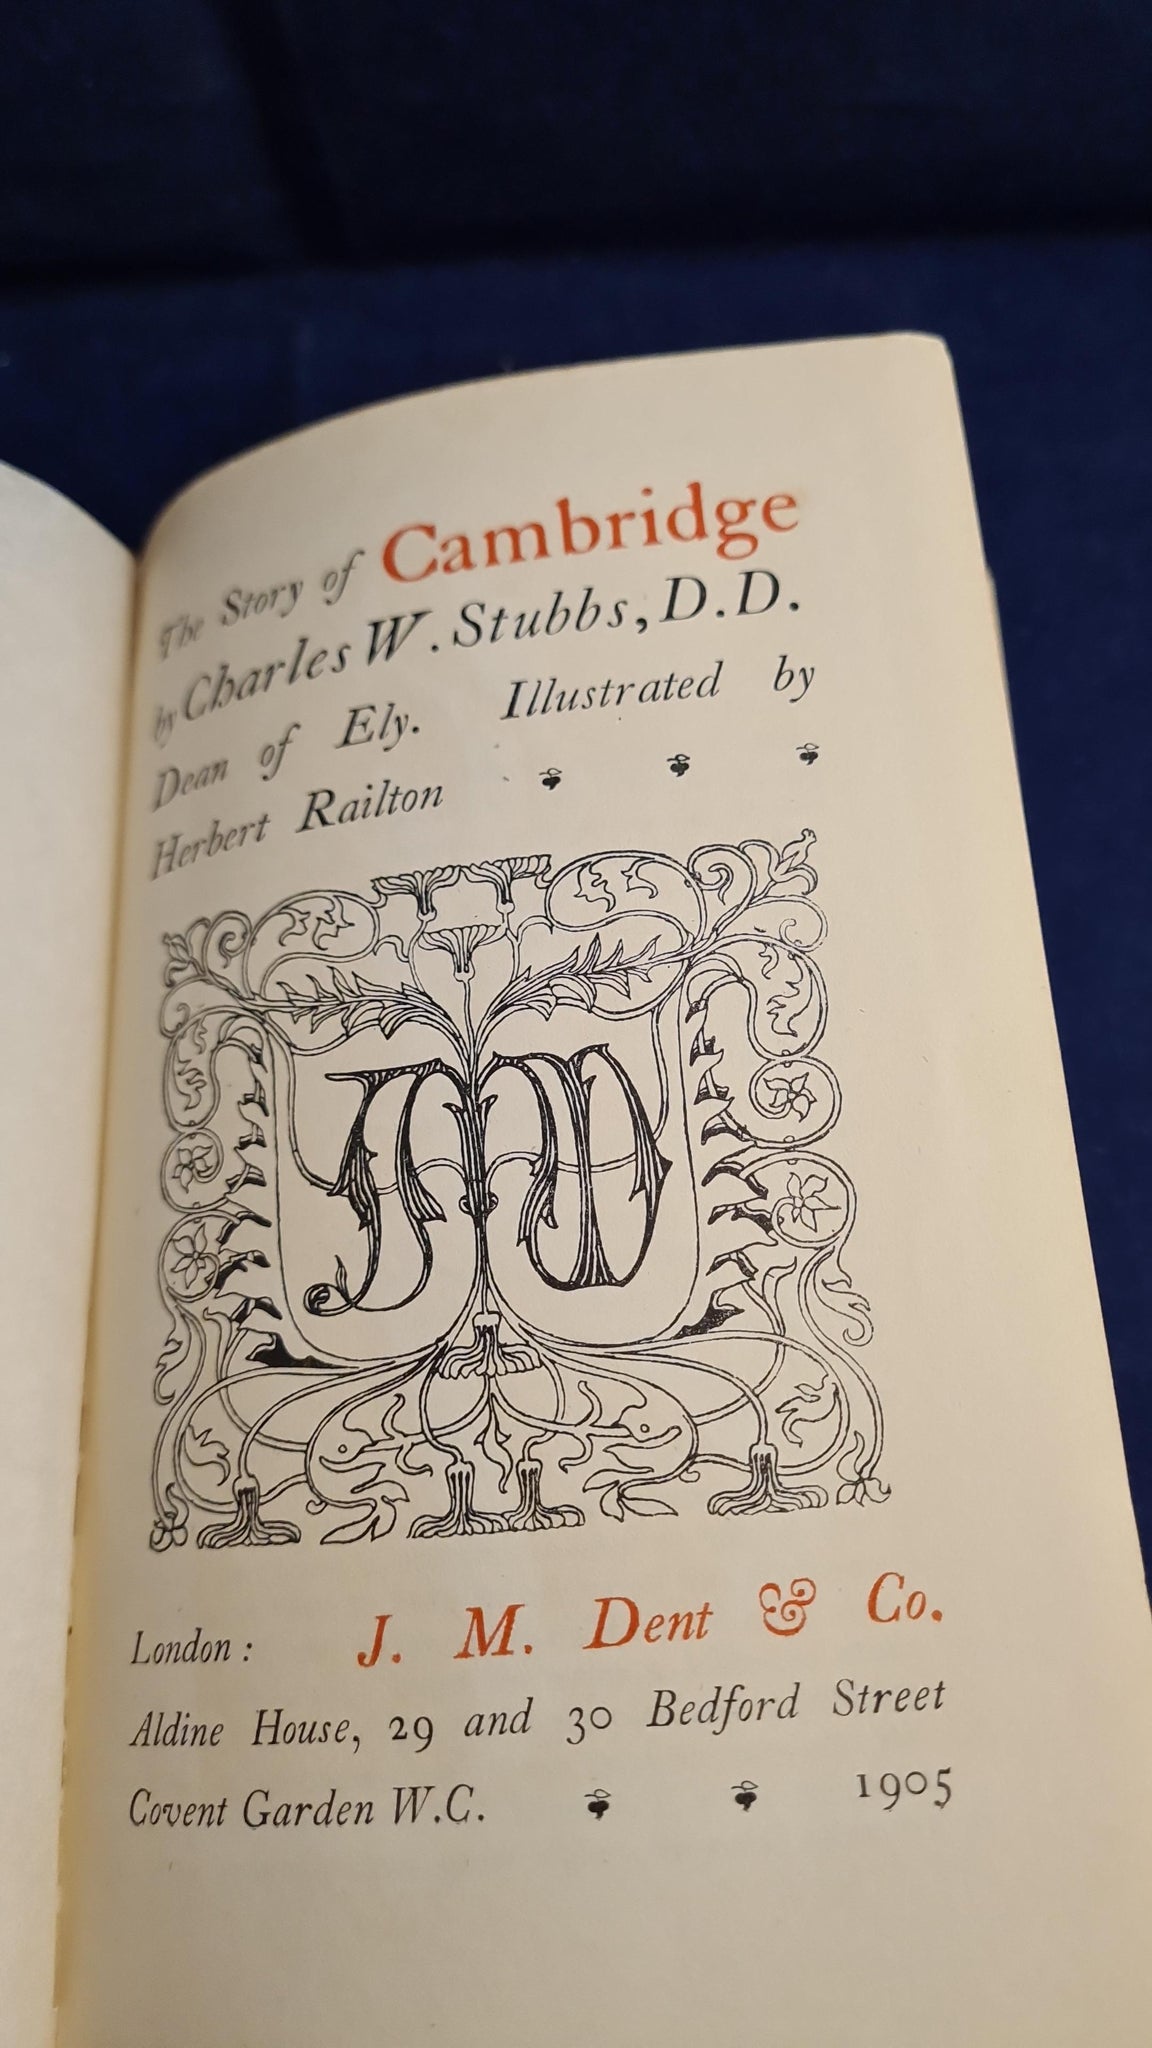 The Story of Cambridge
by Charles W. Stubbs, D.D.
Dean of Ely. Illustrated by
Herbert Railton
London: J. M. Dent & Co.
Aldine House, 29 and 30 Bedford Street
Covent Garden W.C. 1905